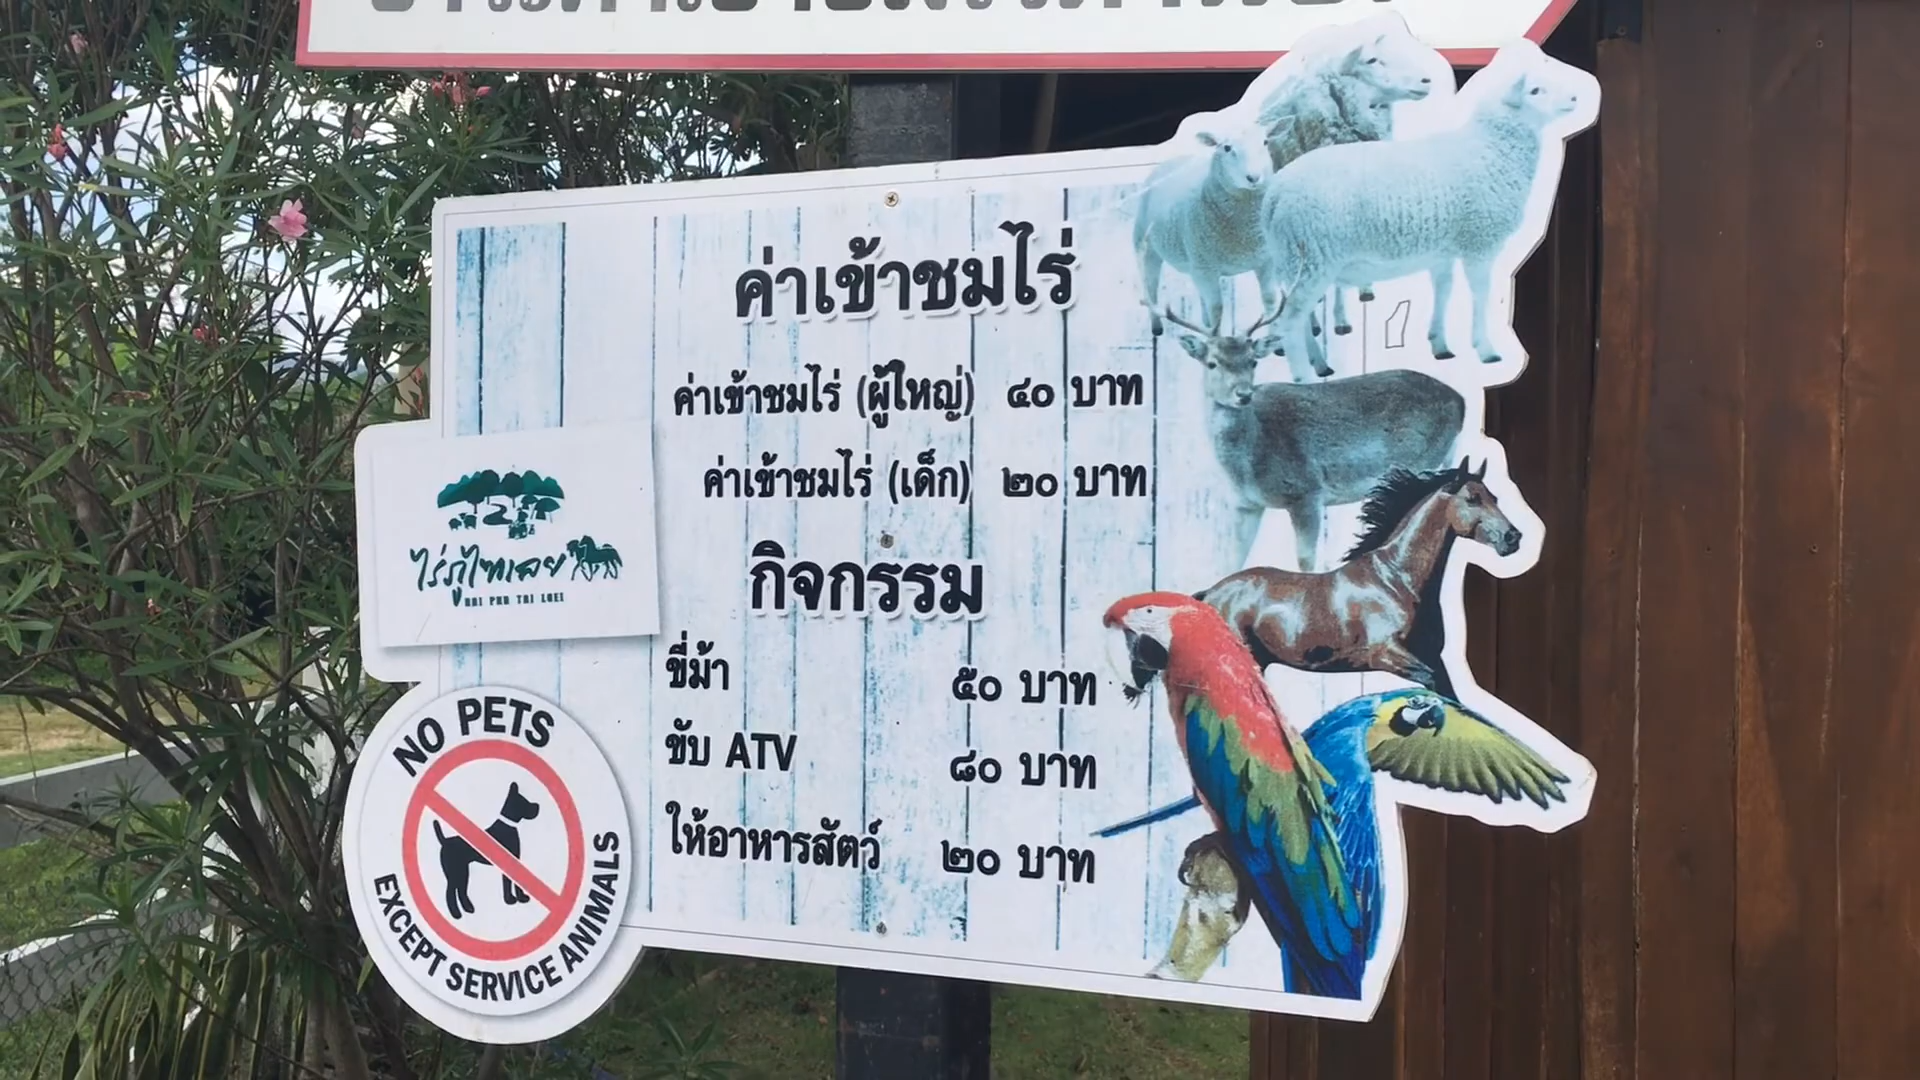 ค่าเข้าชมไร่
ค่าเข้าชมไร่ (ผู้ใหญ่) ๔๐ บาท
ค่าเข้าชมไร่ (เด็ก) ๒๐ บาท
กิจกรรม
ขี่ม้า ๕๐ บาท
ขับ ATV ๘๐ บาท
ให้อาหารสัตว์ ๒๐ บาท
ไร่ภูไทเลย
RAI PHU TAI LOEI
NO PETS
EXCEPT SERVICE ANIMALS